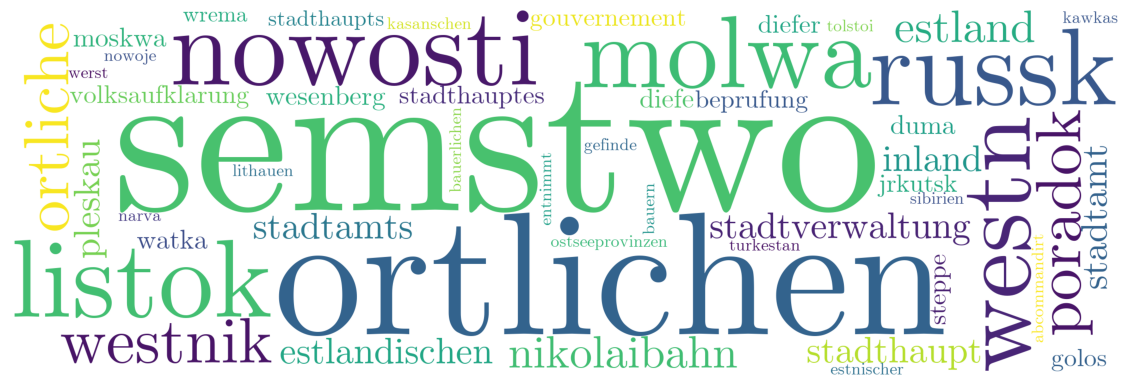 wrema
stadthaupts
kasanschen
gouvernement
diefer
tolstoi
estland
kawkas
ortliche
moskwa
nowoje
werst
nowosti
molwa
russk
volksaufklarung
wesenberg
stadthauptes
diefe
beprufung
semstwo
bauerlichen
gefinde
duma
inland
westn
poradok
stadtamt
pleskau
lithauen
entnimmt
bauern
jrkutsk
sibirien
narva
watka
stadtamts
ostseeprovinzen
stadtverwaltung
turkestan
listok
ortlichen
steppe
abcommandirt
westnik
estlandischen
nikolaibahn
stadthaupt
estnischer
golos